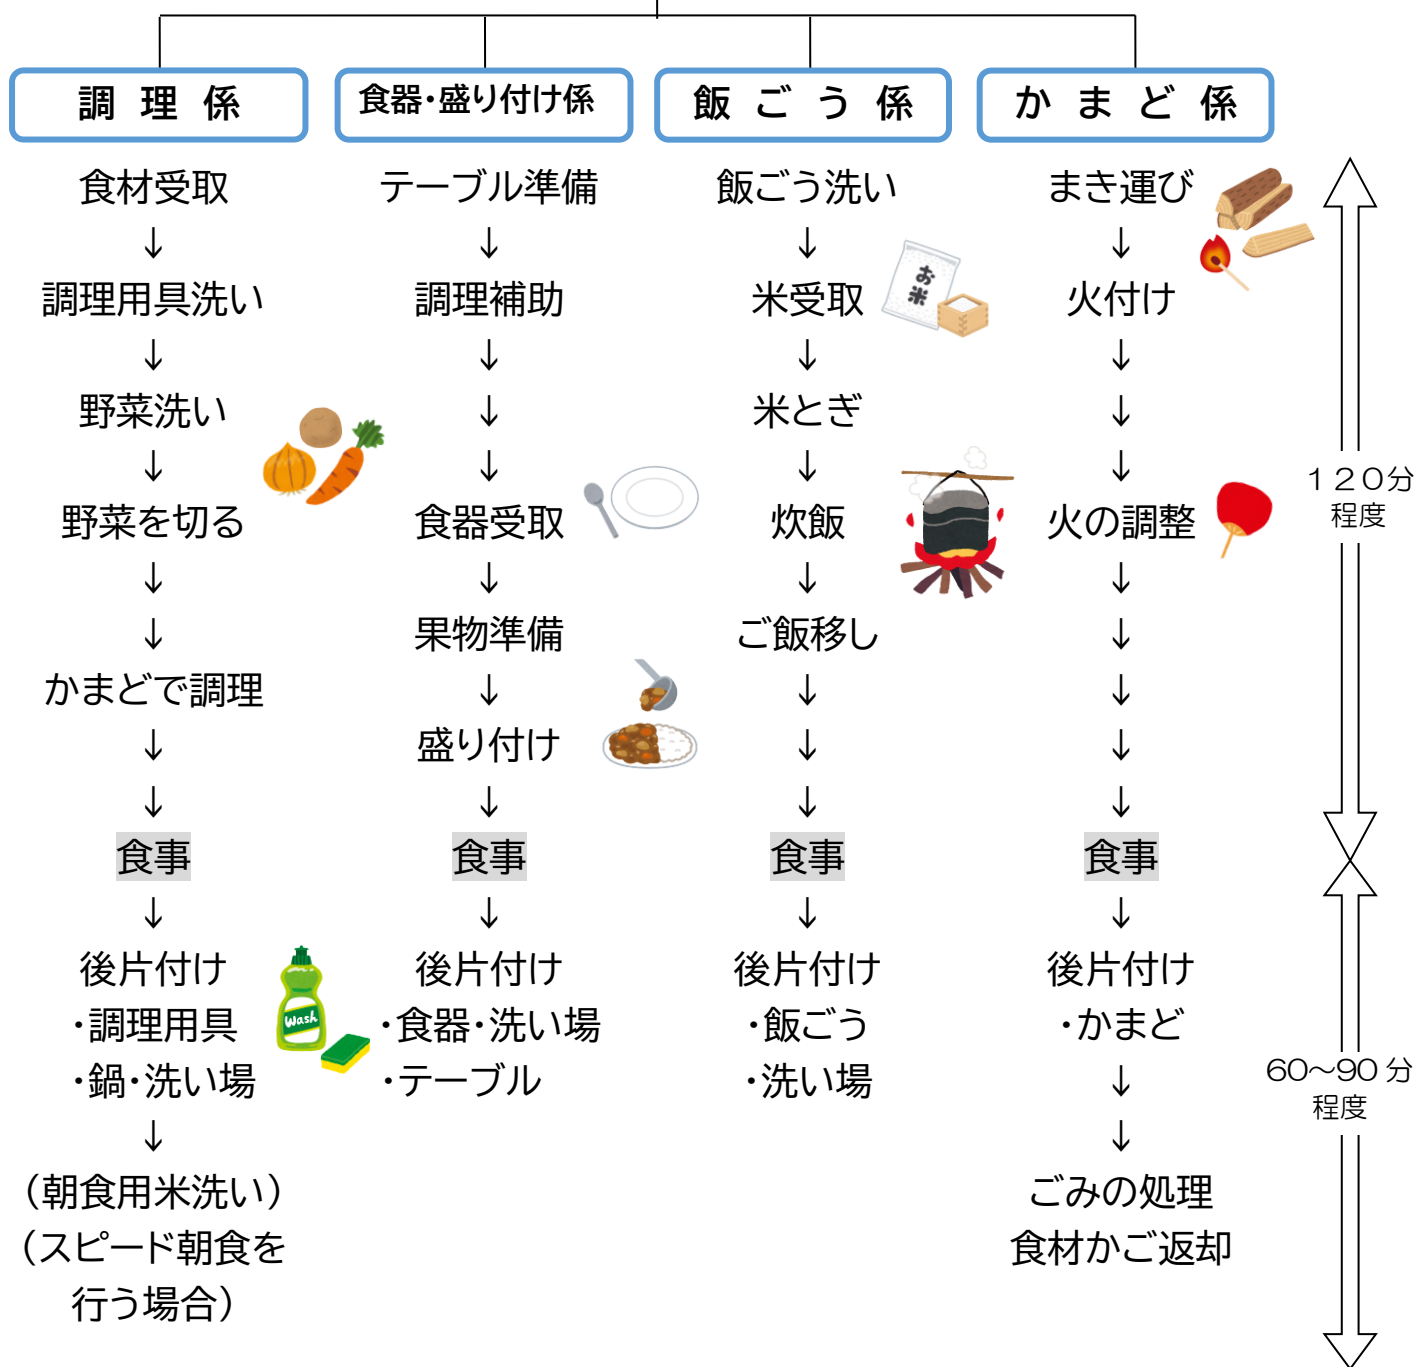 調理係
食材受取
↓
調理用具洗い
↓
野菜洗い
↓
野菜を切る
↓
↓
かまどで調理
↓
↓
食事
↓
後片付け
・調理用具
・鍋・洗い場
↓
（朝食用米洗い）
（スピード朝食を
行う場合）
食器・盛り付け係
テーブル準備
↓
調理補助
↓
↓
↓
食器受取
↓
果物準備
↓
盛り付け
↓
食事
↓
後片付け
・食器・洗い場
・テーブル
飯ごう係
飯ごう洗い
↓
米受取
↓
米とぎ
↓
炊飯
↓
ご飯移し
↓
↓
↓
食事
↓
後片付け
・飯ごう
・洗い場
かまど係
まき運び
↓
火付け
↓
↓
↓
火の調整
↓
↓
↓
↓
↓
食事
↓
後片付け
・かまど
↓
↓
ごみの処理
食材かご返却
お米
Wash
１２０分
程度
60～90 分
程度